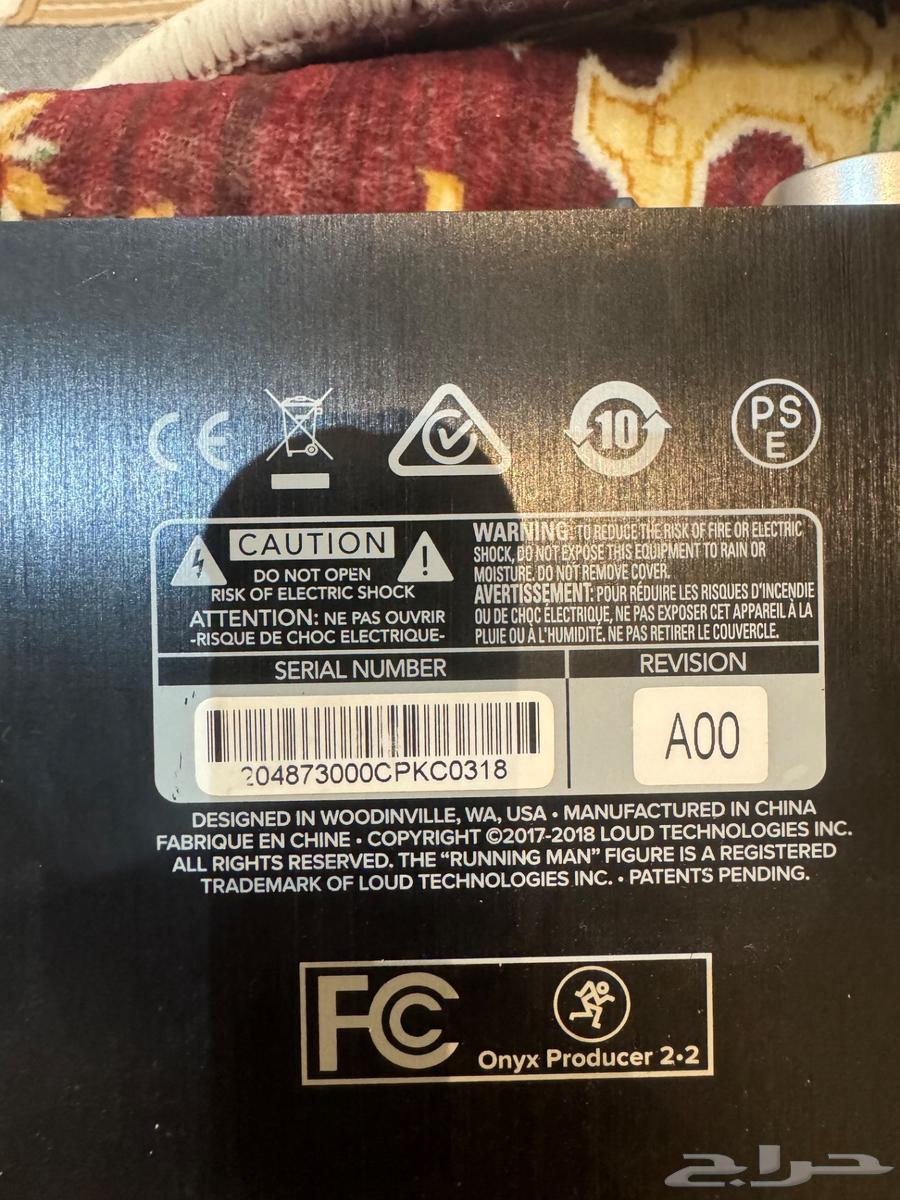 CE
10
PS
E
CAUTION
DO NOT OPEN
RISK OF ELECTRIC SHOCK
ATTENTION: NE PAS OUVRIR
-RISQUE DE CHOC ELECTRIQUE-
WARNING: TO REDUCE THE RISK OF FIRE OR ELECTRIC
SHOCK, DO NOT EXPOSE THIS EQUIPMENT TO RAIN OR
MOISTURE. DO NOT REMOVE COVER.
AVERTISSEMENT: POUR RÉDUIRE LES RISQUES D'INCENDIE
OU DE CHOC ÉLECTRIQUE, NE PAS EXPOSER CET APPAREIL À LA
PLUIE OU À L'HUMIDITÉ. NE PAS RETIRER LE COUVERCLE.
SERIAL NUMBER
REVISION
204873000CPKC0318
A00
DESIGNED IN WOODINVILLE, WA, USA • MANUFACTURED IN CHINA
FABRIQUE EN CHINE • COPYRIGHT ©2017-2018 LOUD TECHNOLOGIES INC.
ALL RIGHTS RESERVED. THE “RUNNING MAN” FIGURE IS A REGISTERED
TRADEMARK OF LOUD TECHNOLOGIES INC. • PATENTS PENDING.
FC
Onyx Producer 2•2
حراج